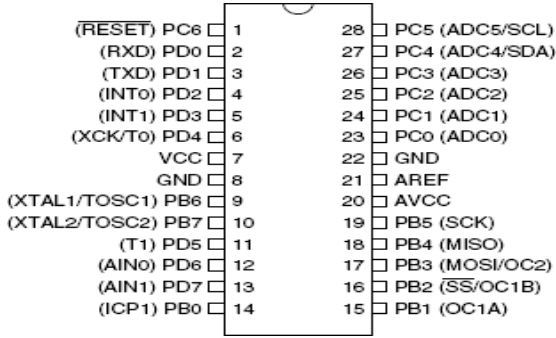 (RESET) PC6 1 28 PC5 (ADC5/SCL)
(RXD) PD0 2 27 PC4 (ADC4/SDA)
(TXD) PD1 3 26 PC3 (ADC3)
(INT0) PD2 4 25 PC2 (ADC2)
(INT1) PD3 5 24 PC1 (ADC1)
(XCK/T0) PD4 6 23 PC0 (ADC0)
VCC 7 22 GND
GND 8 21 AREF
(XTAL1/TOSC1) PB6 9 20 AVCC
(XTAL2/TOSC2) PB7 10 19 PB5 (SCK)
(T1) PD5 11 18 PB4 (MISO)
(AIN0) PD6 12 17 PB3 (MOSI/OC2)
(AIN1) PD7 13 16 PB2 (SS/OC1B)
(ICP1) PB0 14 15 PB1 (OC1A)